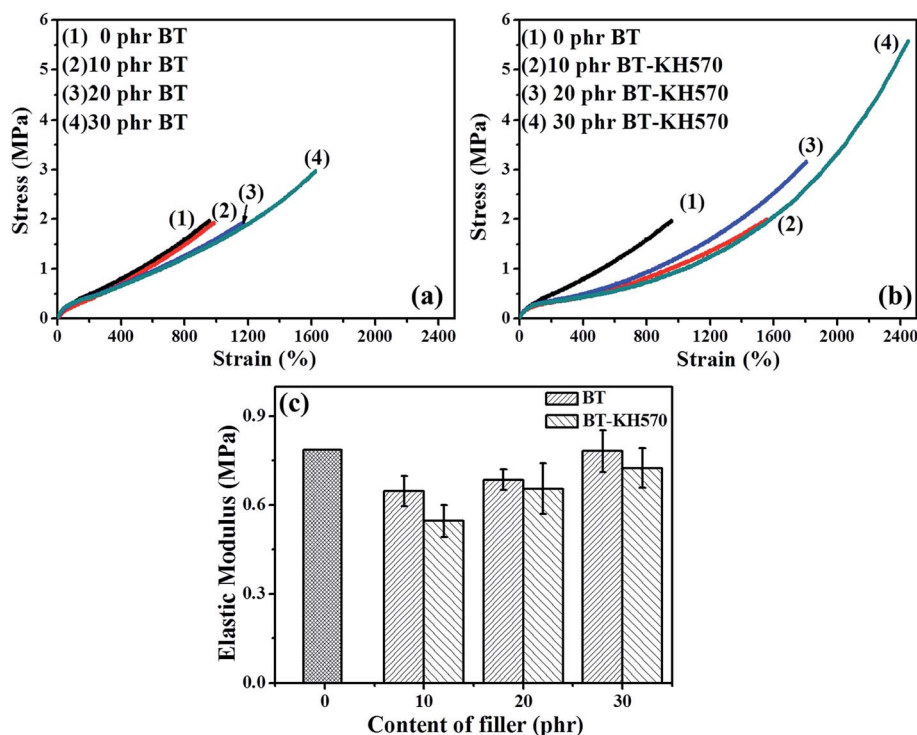 (1) 0 phr BT
(2)10 phr BT
(3)20 phr BT
(4)30 phr BT
(1)
(2)
(3)
(4)
(a)
Stress (MPa)
6
5
4
3
2
1
0
0 400 800 1200 1600 2000 2400
Strain (%)
(1) 0 phr BT
(2)10 phr BT-KH570
(3) 20 phr BT-KH570
(4) 30 phr BT-KH570
(4)
(3)
(1)
(2)
(b)
Stress (MPa)
6
5
4
3
2
1
0
0 400 800 1200 1600 2000 2400
Strain (%)
(c)
BT
BT-KH570
Elastic Modulus (MPa)
0.9
0.6
0.3
0.0
0 10 20 30
Content of filler (phr)